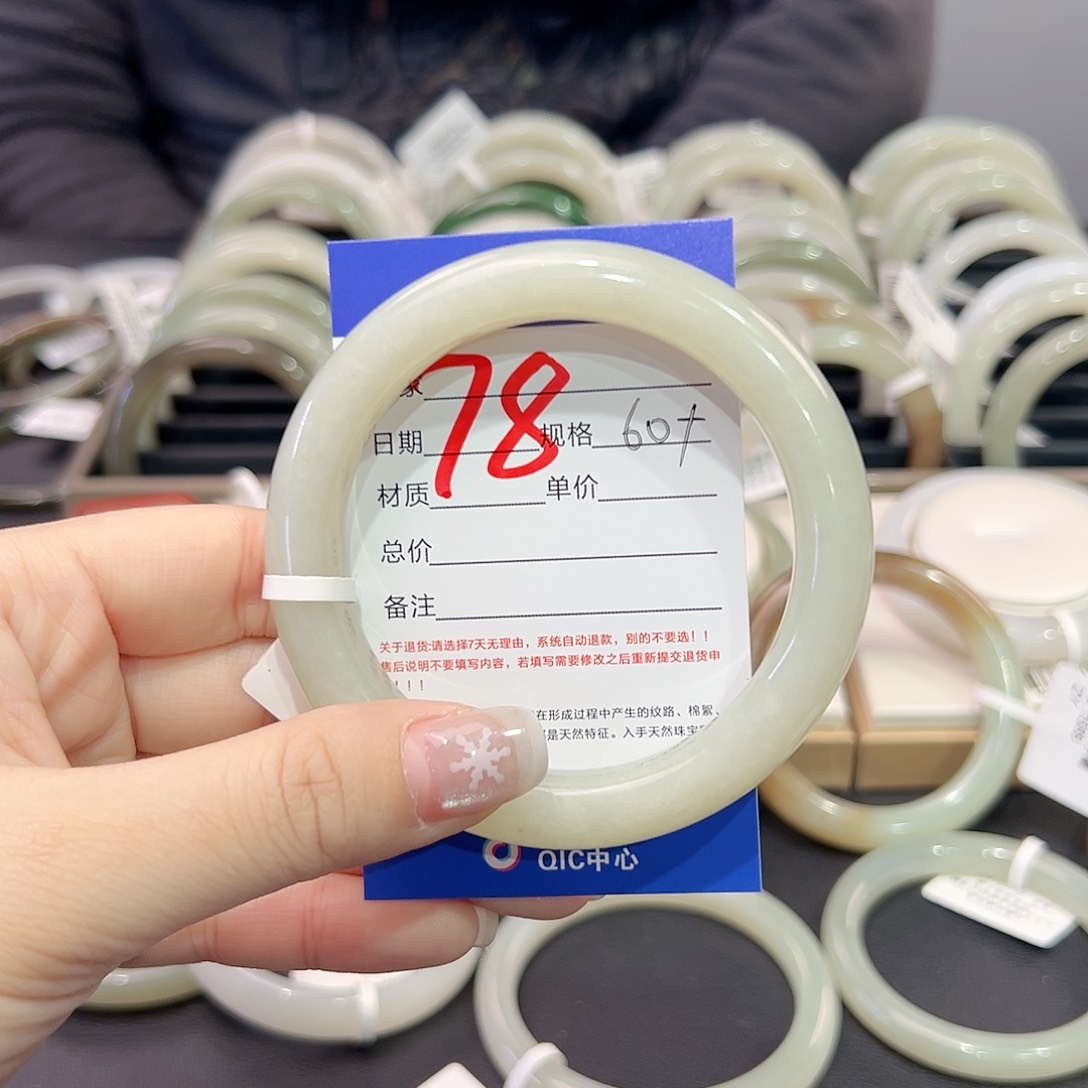 78
家
日期 规格 60+
材质 单价
总价
备注
关于退货:请选择7天无理由，系统自动退款，别的不要选！！
售后说明不要填写内容，若填写需要修改之后重新提交退货申
！！！
在形成过程中产生的纹路、棉絮、
是天然特征。入手天然珠宝
QIC中心